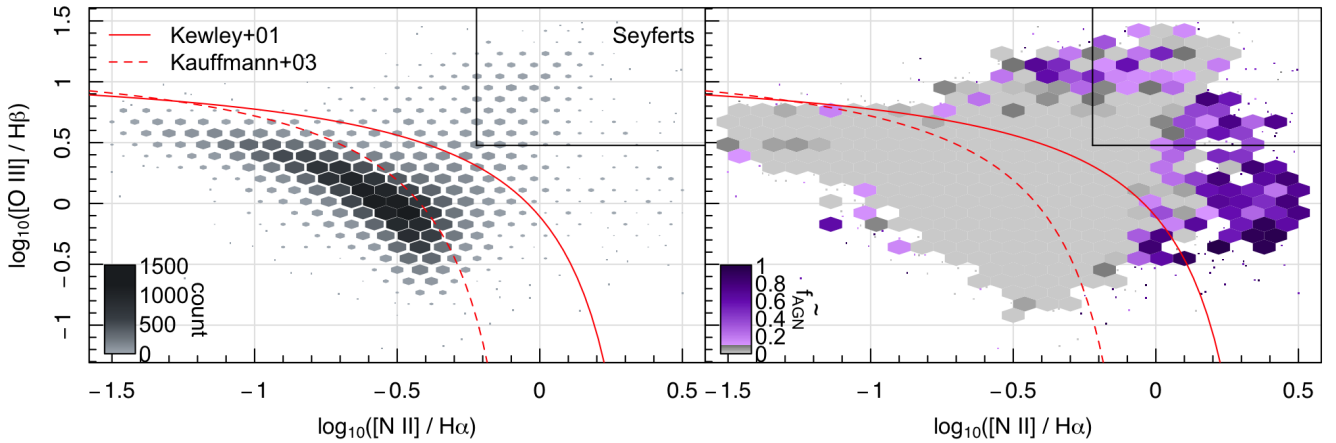 Kewley+01
Kauffmann+03
Seyferts
1.5
1
0.5
0
−0.5
−1
log10([O III] / Hβ)
1500
1000
500
0
count
1
0.8
0.6
0.4
0.2
0
f̃AGN
−1.5 −1 −0.5 0 0.5
−1.5 −1 −0.5 0 0.5
log10([N II] / Hα)
log10([N II] / Hα)